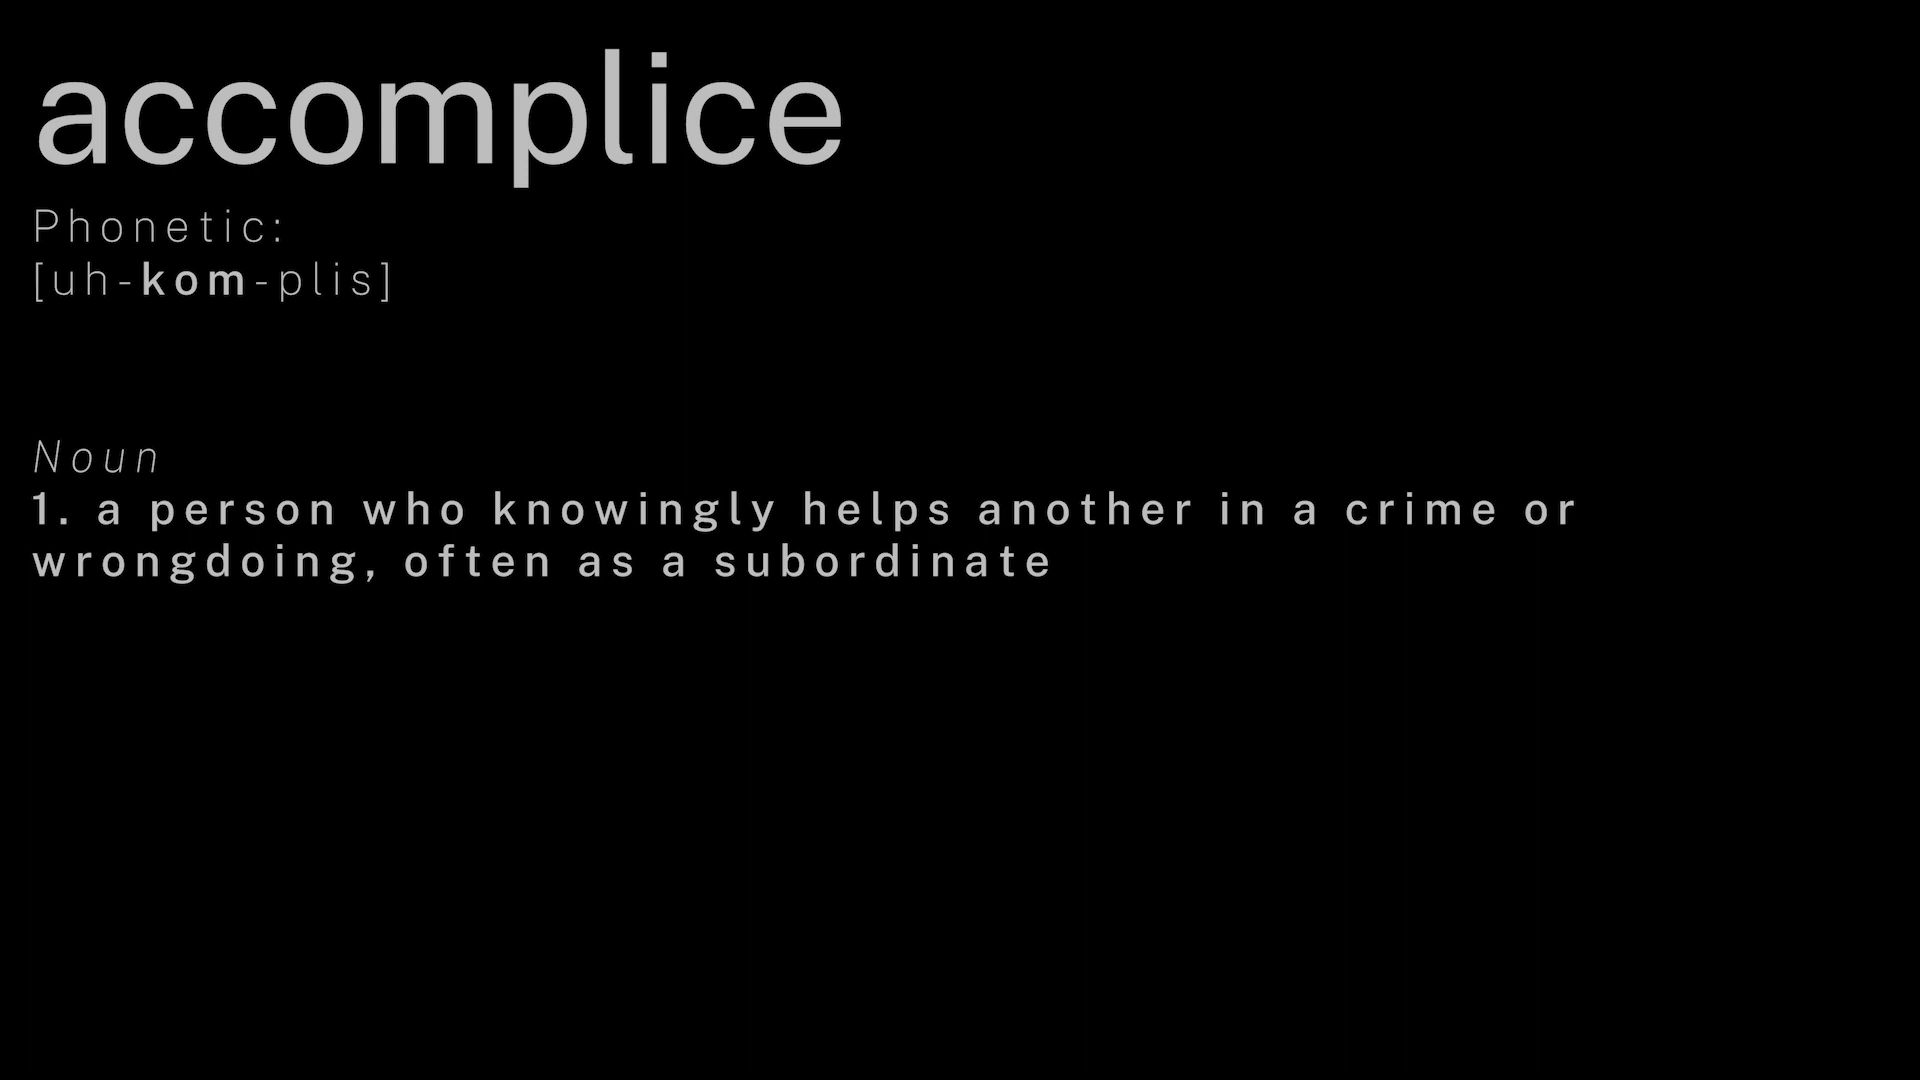 accomplice
Phonetic:
[uh-kom-plis]
Noun
1. a person who knowingly helps another in a crime or
wrongdoing, often as a subordinate